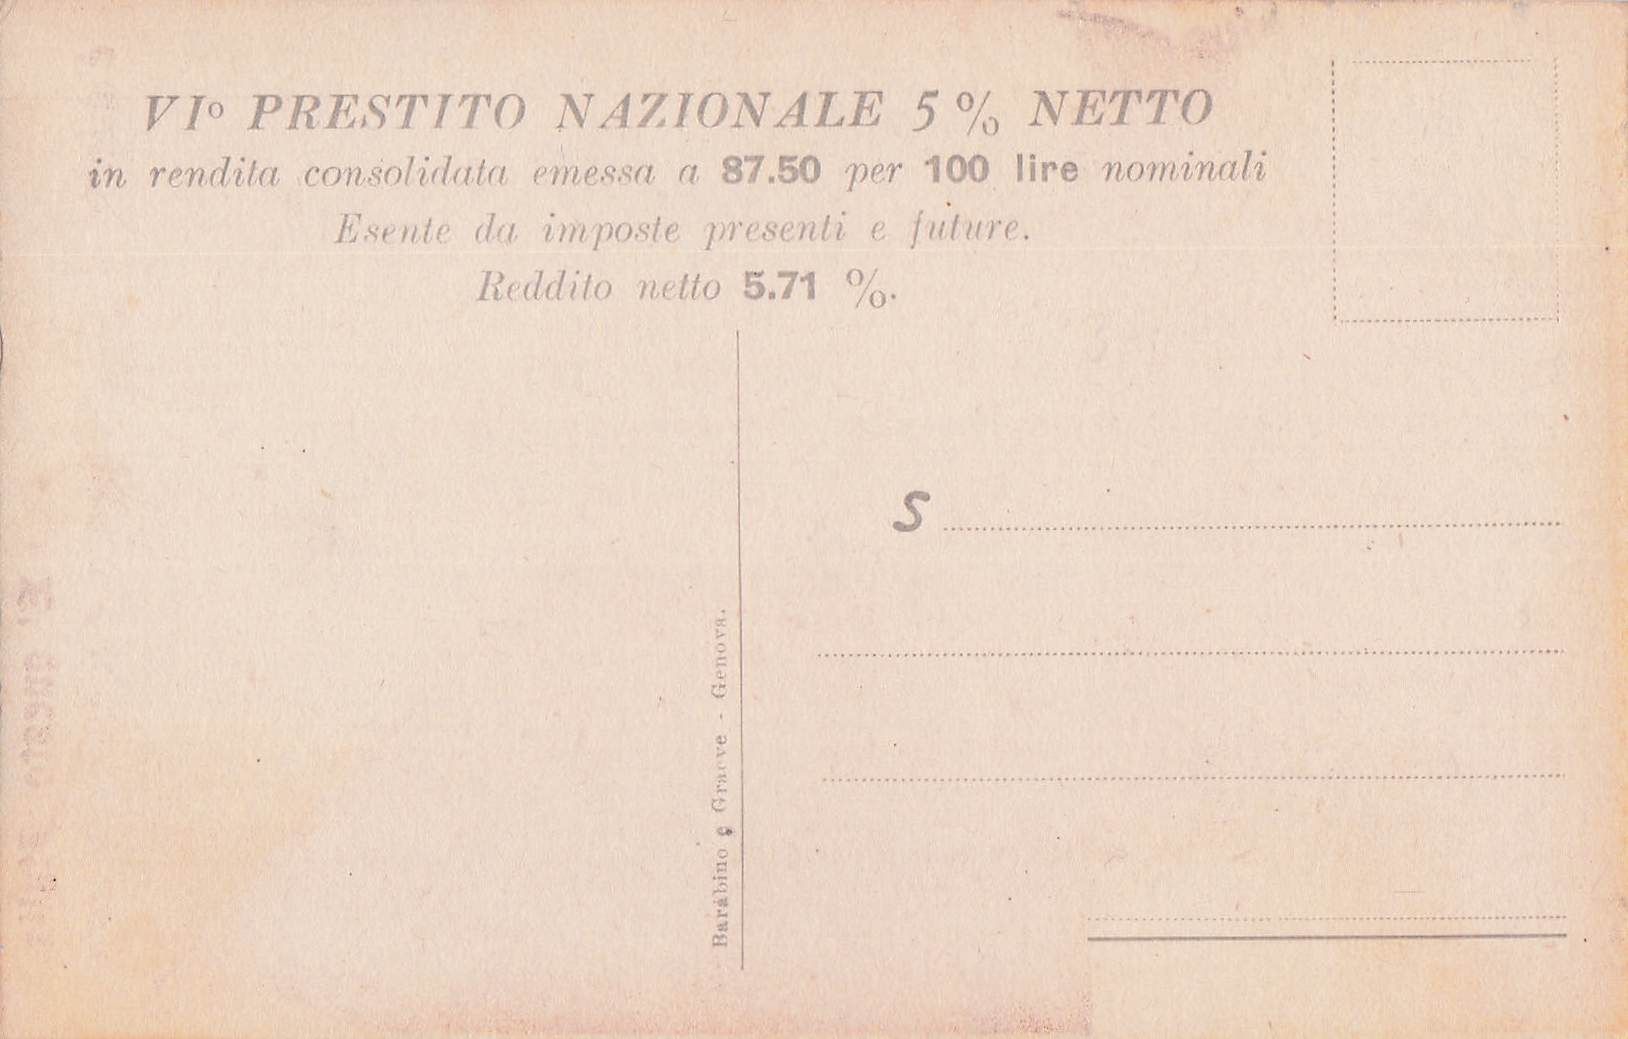 VIº PRESTITO NAZIONALE 5 % NETTO
in rendita consolidata emessa a 87.50 per 100 lire nominali
Esente da imposte presenti e future.
Reddito netto 5.71 %.
S
Barabino e Graeve - Genova.